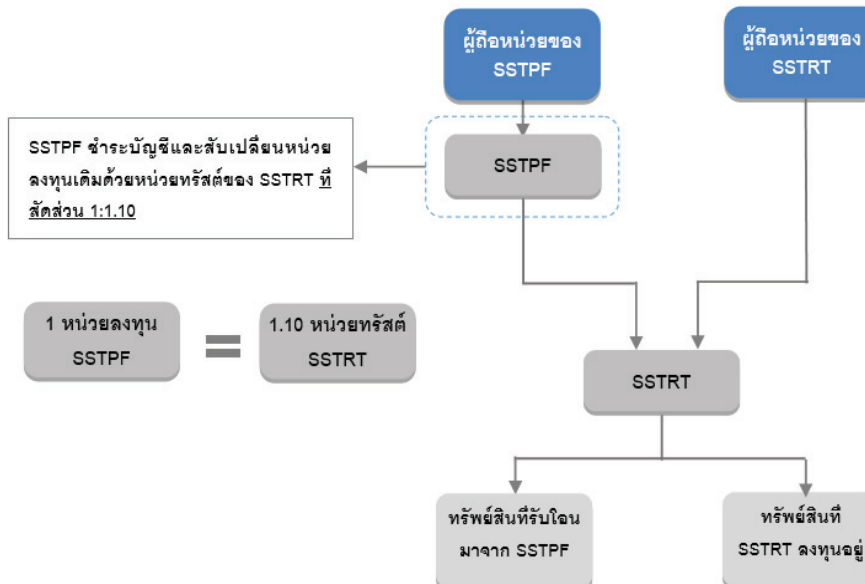 ผู้ถือหน่วยของ
SSTPF
ผู้ถือหน่วยของ
SSTRT
SSTPF ชำระบัญชีและสับเปลี่ยนหน่วย
ลงทุนเดิมด้วยหน่วยทรัสต์ของ SSTRT ที่
สัดส่วน 1:1.10
SSTPF
1 หน่วยลงทุน
SSTPF
=
1.10 หน่วยทรัสต์
SSTRT
SSTRT
ทรัพย์สินที่รับโอน
มาจาก SSTPF
ทรัพย์สินที่
SSTRT ลงทุนอยู่